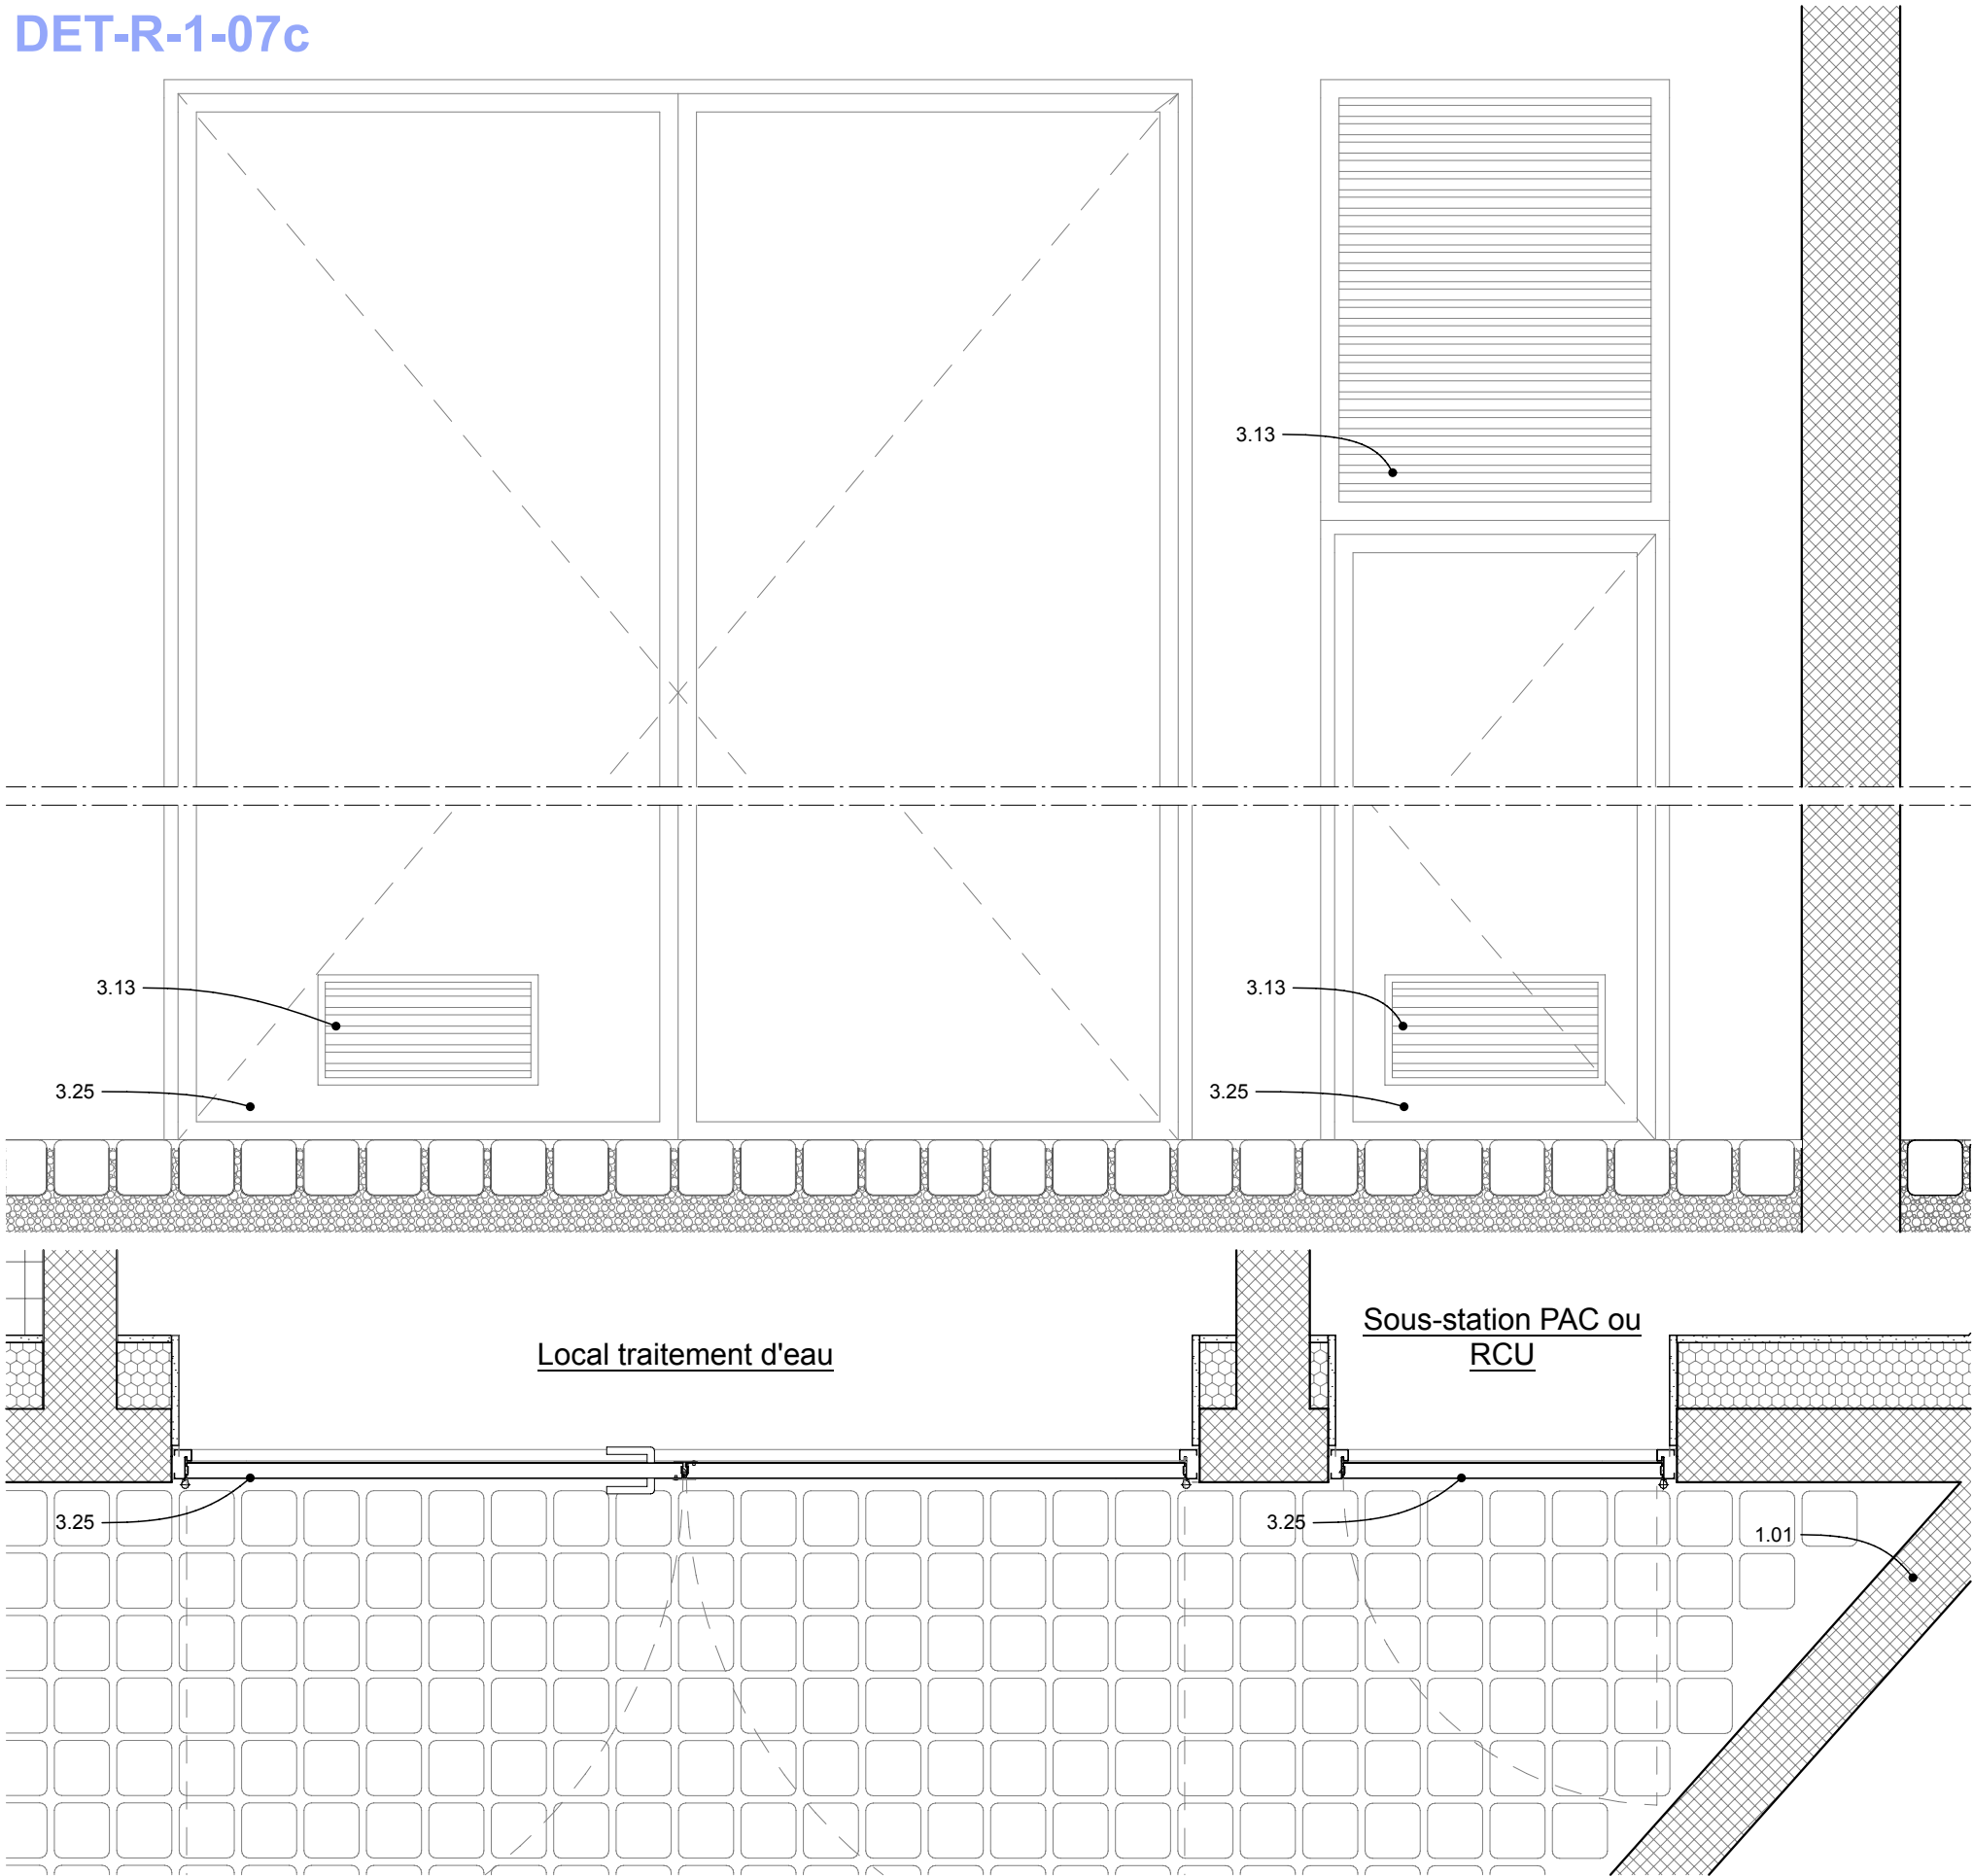 DET-R-1-07c
3.13
3.13
3.13
3.25
3.25
Sous-station PAC ou
RCU
Local traitement d'eau
3.25
3.25
1.01